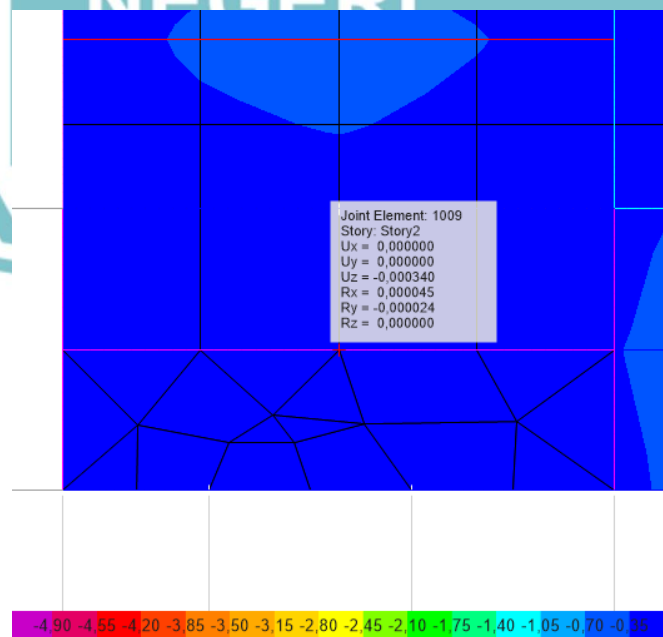 NEGERI
Joint Element: 1009
Story: Story2
Ux = 0,000000
Uy = 0,000000
Uz = -0,000340
Rx = 0,000045
Ry = -0,000024
Rz = 0,000000
-4,90 -4,55 -4,20 -3,85 -3,50 -3,15 -2,80 -2,45 -2,10 -1,75 -1,40 -1,05 -0,70 -0,35